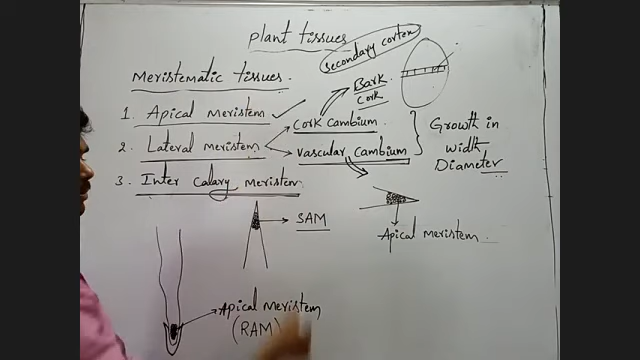 Plant tissues
secondary cortex
Meristematic tissues.
Bark
Cork
1. Apical meristem
Cork cambium
2. Lateral meristem
vascular cambium
Growth in
width
Diameter
3. Inter calary meristem
SAM
Apical meristem
Apical meristem
(RAM)